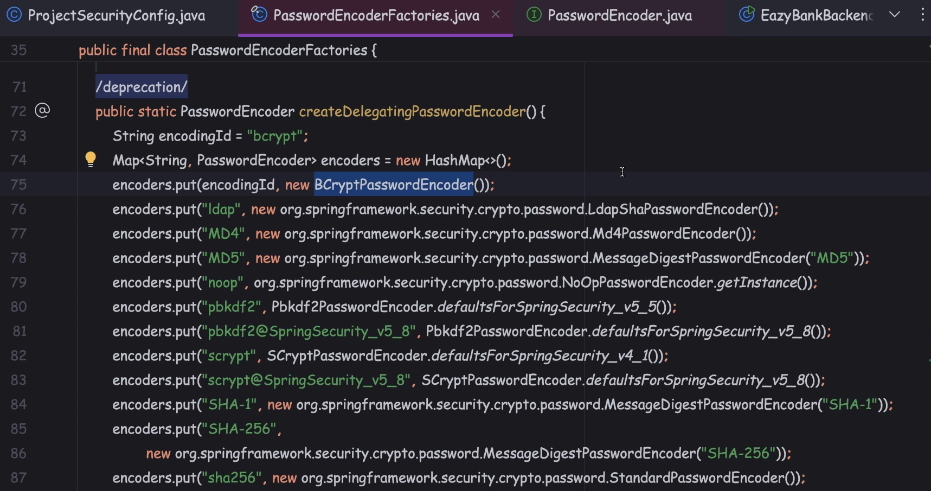 ProjectSecurityConfig.java PasswordEncoderFactories.java PasswordEncoder.java EazyBankBackend
35 public final class PasswordEncoderFactories {
71 /deprecation/
72 public static PasswordEncoder createDelegatingPasswordEncoder() {
73 String encodingId = "bcrypt";
74 Map<String, PasswordEncoder> encoders = new HashMap<>();
75 encoders.put(encodingId, new BCryptPasswordEncoder());
76 encoders.put("ldap", new org.springframework.security.crypto.password.LdapShaPasswordEncoder());
77 encoders.put("MD4", new org.springframework.security.crypto.password.Md4PasswordEncoder());
78 encoders.put("MD5", new org.springframework.security.crypto.password.MessageDigestPasswordEncoder("MD5"));
79 encoders.put("noop", org.springframework.security.crypto.password.NoOpPasswordEncoder.getInstance());
80 encoders.put("pbkdf2", Pbkdf2PasswordEncoder.defaultsForSpringSecurity_v5_5());
81 encoders.put("pbkdf2@SpringSecurity_v5_8", Pbkdf2PasswordEncoder.defaultsForSpringSecurity_v5_8());
82 encoders.put("scrypt", SCryptPasswordEncoder.defaultsForSpringSecurity_v4_1());
83 encoders.put("scrypt@SpringSecurity_v5_8", SCryptPasswordEncoder.defaultsForSpringSecurity_v5_8());
84 encoders.put("SHA-1", new org.springframework.security.crypto.password.MessageDigestPasswordEncoder("SHA-1"));
85 encoders.put("SHA-256",
86 new org.springframework.security.crypto.password.MessageDigestPasswordEncoder("SHA-256"));
87 encoders.put("sha256", new org.springframework.security.crypto.password.StandardPasswordEncoder());